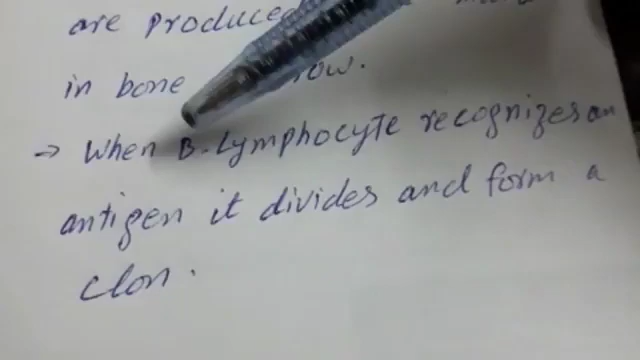 are produced
in bone
→ When B-Lymphocyte recognizes an
antigen it divides and form a
clon.